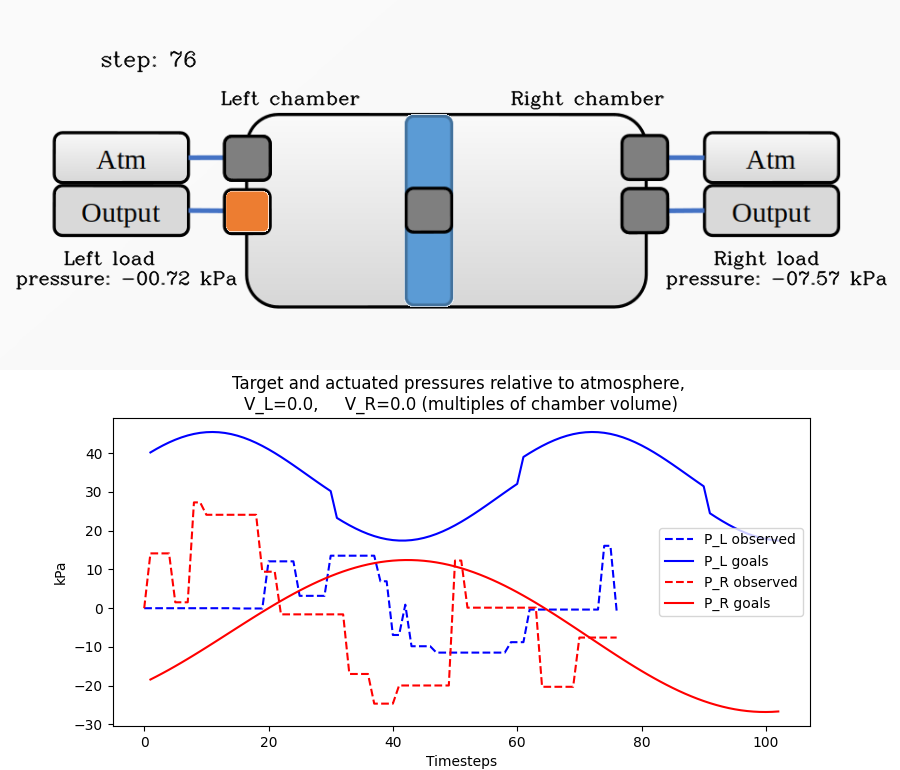 step: 76
Left chamber
Right chamber
Atm
Atm
Output
Output
Left load
pressure: -00.72 kPa
Right load
pressure: -07.57 kPa
Target and actuated pressures relative to atmosphere,
V_L=0.0,     V_R=0.0 (multiples of chamber volume)
kPa
40
30
20
10
0
−10
−20
−30
P_L observed
P_L goals
P_R observed
P_R goals
0 20 40 60 80 100
Timesteps